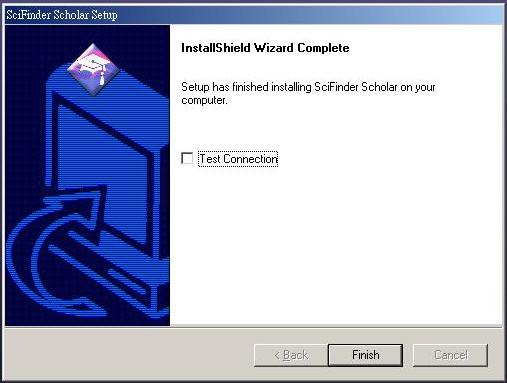 SciFinder Scholar Setup
InstallShield Wizard Complete
Setup has finished installing SciFinder Scholar on your
computer.
Test Connection
< Back
Finish
Cancel